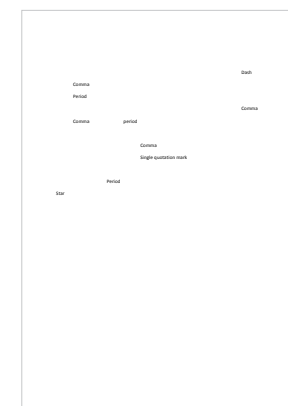 Dash
Comma
Period
Comma
Comma period
Comma
Single quotation mark
Period
Star